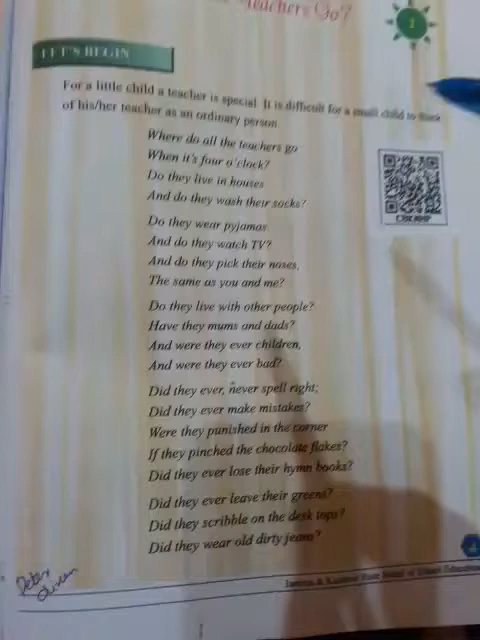 Teachers Go?
1
LET'S BEGIN
For a little child a teacher is special. It is difficult for a small child to think
of his/her teacher as an ordinary person.
Where do all the teachers go
When it's four o'clock?
Do they live in houses
And do they wash their socks?
Do they wear pyjamas
And do they watch TV?
And do they pick their noses,
The same as you and me?
Do they live with other people?
Have they mums and dads?
And were they ever children,
And were they ever bad?
Did they ever, never spell right;
Did they ever make mistakes?
Were they punished in the corner
If they pinched the chocolate flakes?
Did they ever lose their hymn books?
Did they ever leave their greens?
Did they scribble on the desk tops?
Did they wear old dirty jeans?
Peter
Dixon
Jammu & Kashmir State Board of School Education